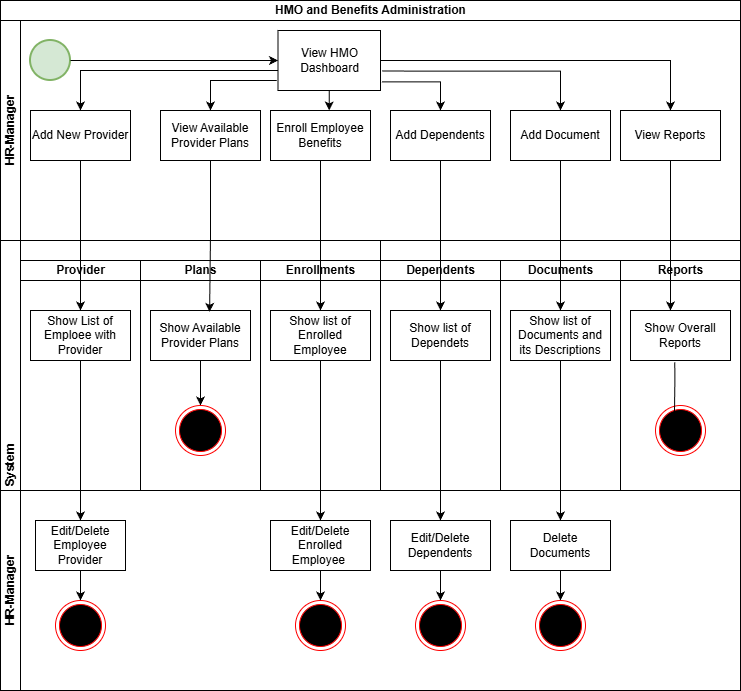 HMO and Benefits Administration
HR-Manager
View HMO
Dashboard
Add New Provider
View Available
Provider Plans
Enroll Employee
Benefits
Add Dependents
Add Document
View Reports
System
Provider
Plans
Enrollments
Dependents
Documents
Reports
Show List of
Emploee with
Provider
Show Available
Provider Plans
Show list of
Enrolled
Employee
Show list of
Dependets
Show list of
Documents and
its Descriptions
Show Overall
Reports
HR-Manager
Edit/Delete
Employee
Provider
Edit/Delete
Enrolled
Employee
Edit/Delete
Dependents
Delete
Documents